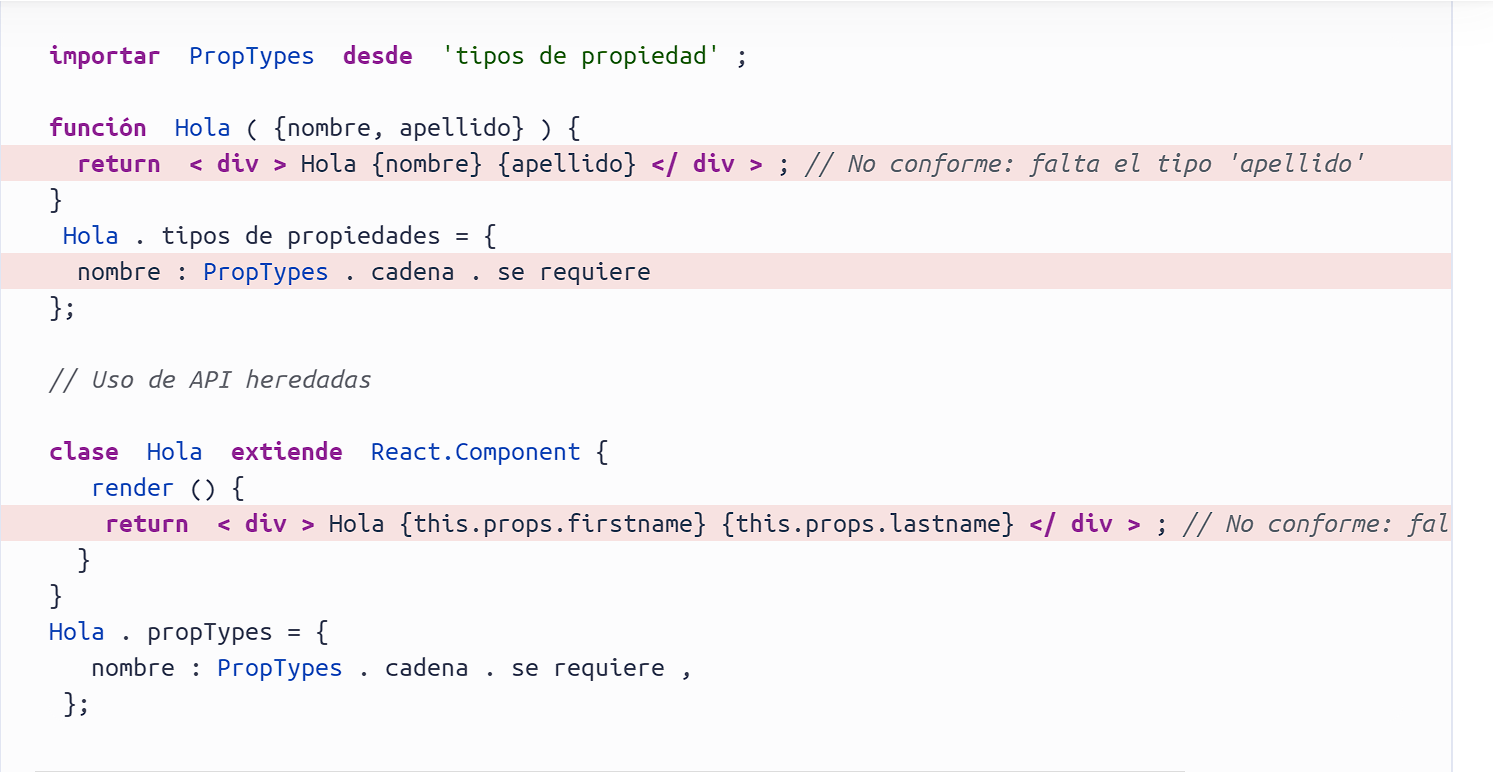 importar PropTypes desde 'tipos de propiedad' ;
función Hola ( {nombre, apellido} ) {
return < div > Hola {nombre} {apellido} </ div > ; // No conforme: falta el tipo 'apellido'
}
Hola . tipos de propiedades = {
nombre : PropTypes . cadena . se requiere
};
// Uso de API heredadas
clase Hola extiende React.Component {
render () {
return < div > Hola {this.props.firstname} {this.props.lastname} </ div > ; // No conforme: fal
}
}
Hola . propTypes = {
nombre : PropTypes . cadena . se requiere ,
};